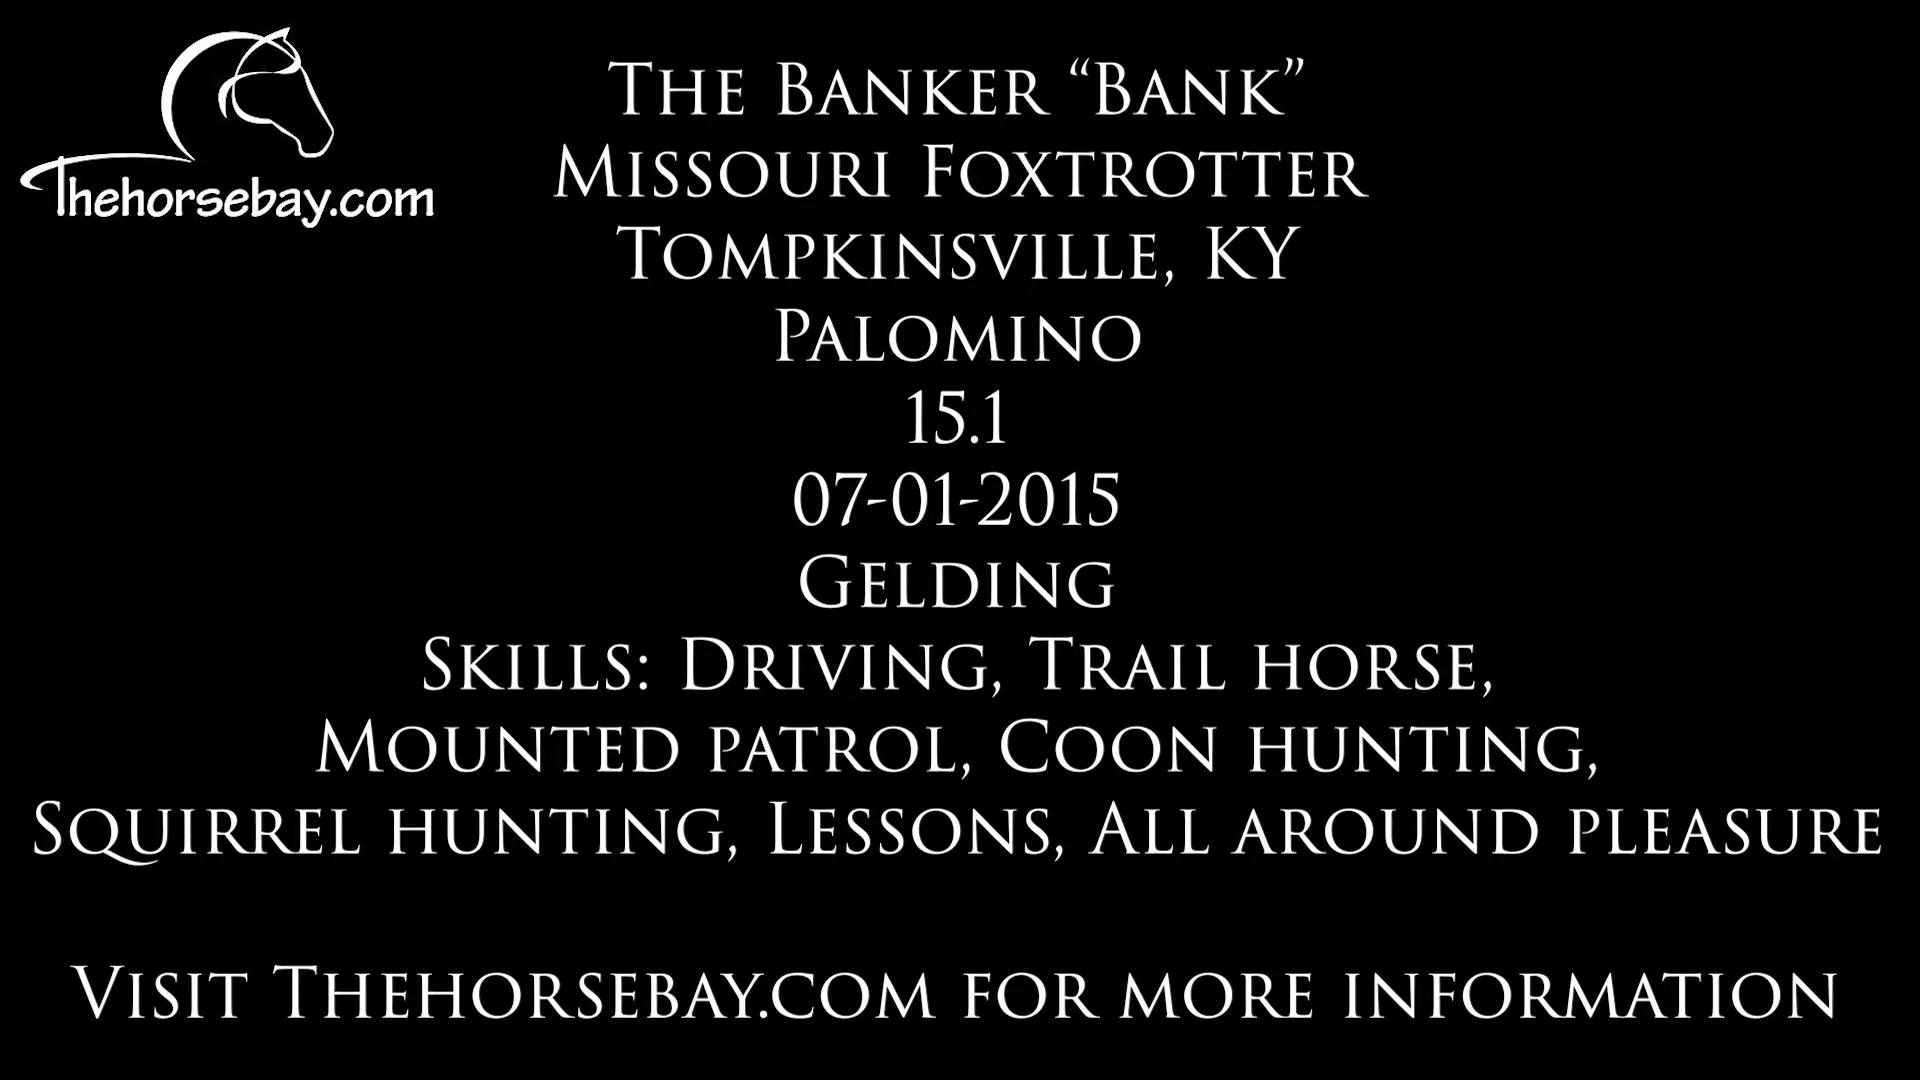 Thehorsebay.com
The Banker “Bank”
Missouri Foxtrotter
Tompkinsville, KY
Palomino
15.1
07-01-2015
Gelding
Skills: Driving, Trail horse,
Mounted patrol, Coon hunting,
Squirrel hunting, Lessons, All around pleasure
Visit Thehorsebay.com for more information